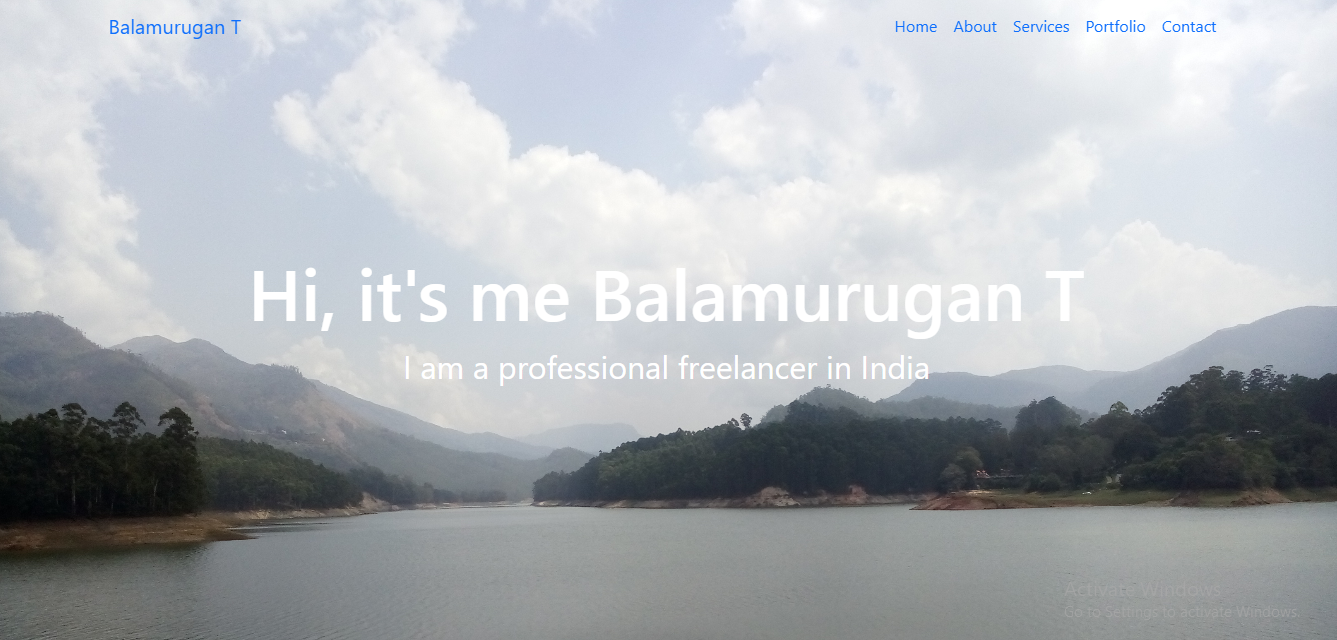 Balamurugan T
Home About Services Portfolio Contact
Hi, it's me Balamurugan T
I am a professional freelancer in India
Activate Windows
Go to Settings to activate Windows.